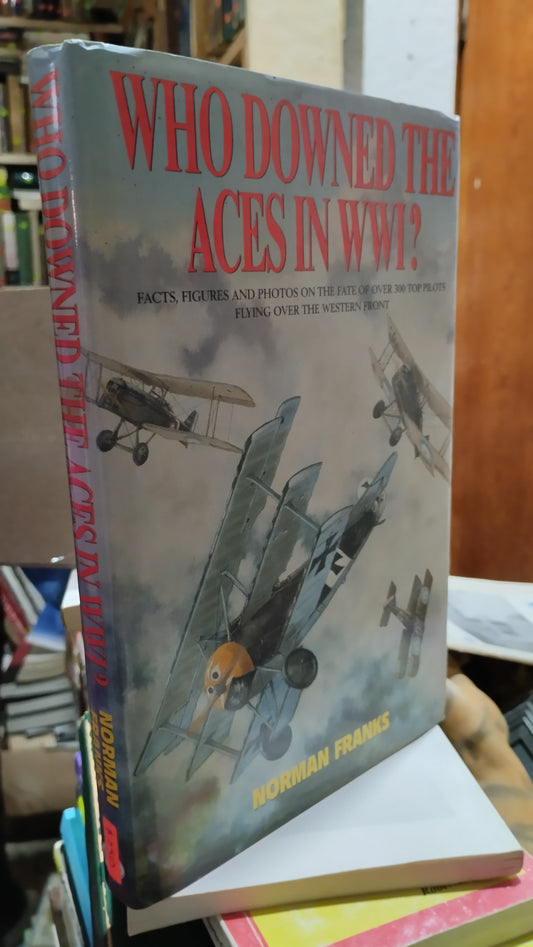 WHO DOWNED THE
ACES IN WWI?
FACTS, FIGURES AND PHOTOS ON THE FATE OF OVER 300 TOP PILOTS
FLYING OVER THE WESTERN FRONT
NORMAN FRANKS
WHO DOWNED THE ACES IN WWI?
NORMAN
FRANKS